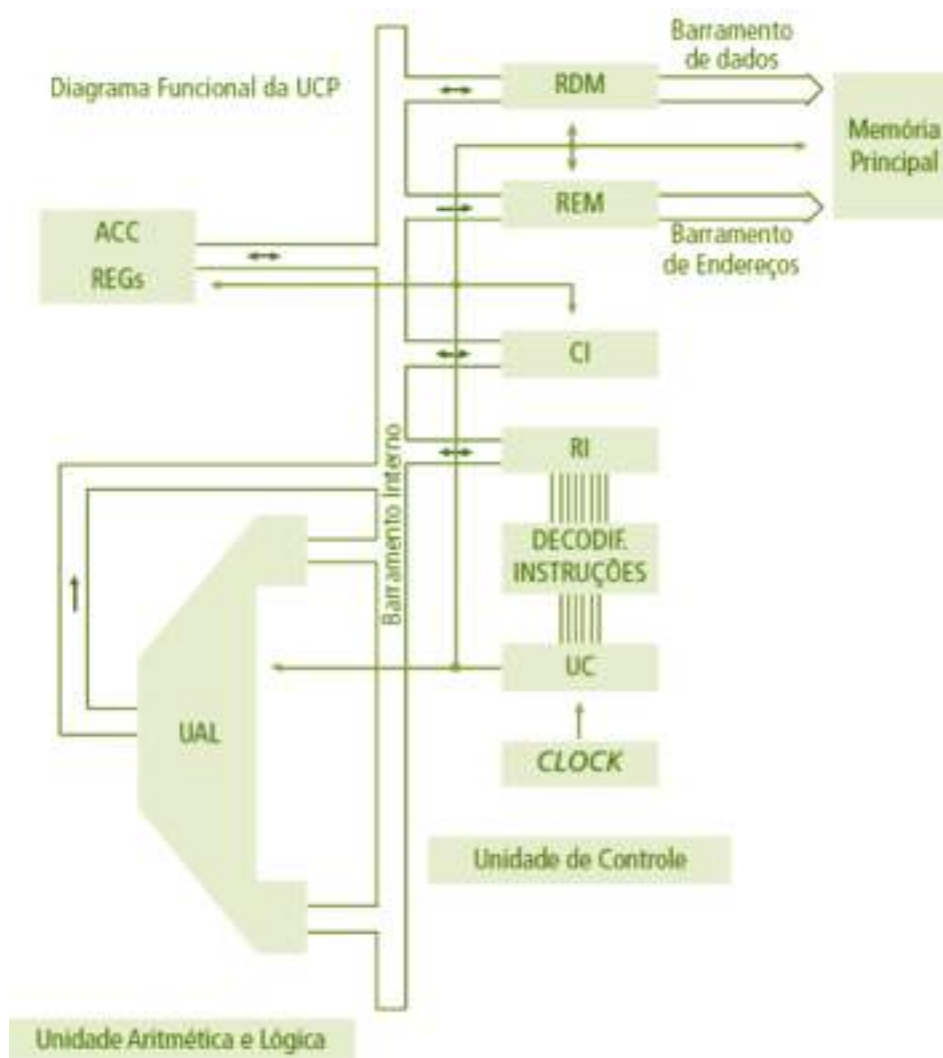 Barramento
de dados
Diagrama Funcional da UCP
RDM
Memória
Principal
REM
ACC
REGs
Barramento
de Endereços
CI
Barramento Interno
RI
DECODIF.
INSTRUÇÕES
UC
UAL
CLOCK
Unidade de Controle
Unidade Aritmética e Lógica